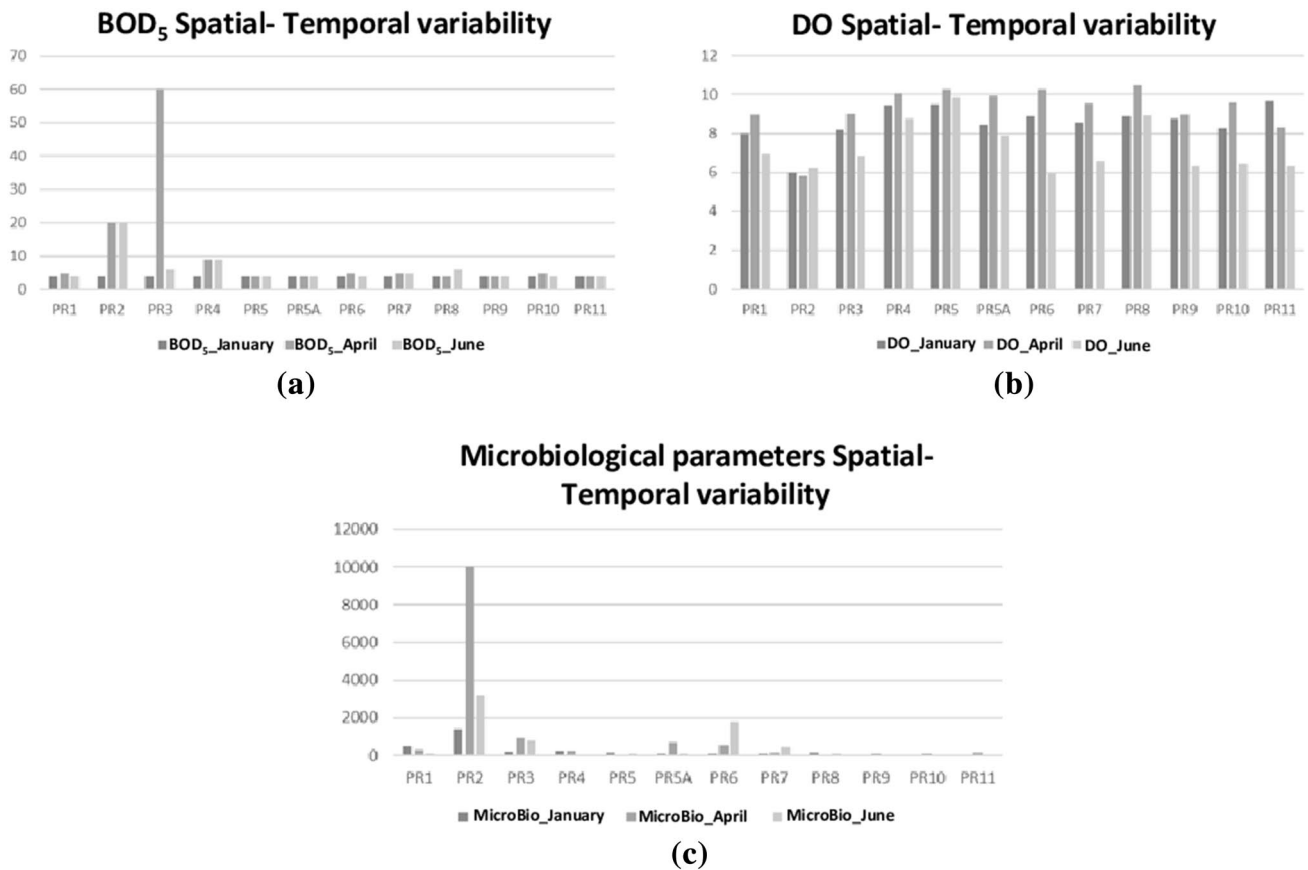 BOD₅ Spatial- Temporal variability
70
60
50
40
30
20
10
0
PR1 PR2 PR3 PR4 PR5 PR5A PR6 PR7 PR8 PR9 PR10 PR11
BOD₅_January BOD₅_April BOD₅_June
(a)
DO Spatial- Temporal variability
12
10
8
6
4
2
0
PR1 PR2 PR3 PR4 PR5 PR5A PR6 PR7 PR8 PR9 PR10 PR11
DO_January DO_April DO_June
(b)
Microbiological parameters Spatial-
Temporal variability
12000
10000
8000
6000
4000
2000
0
PR1 PR2 PR3 PR4 PR5 PR5A PR6 PR7 PR8 PR9 PR10 PR11
MicroBio_January MicroBio_April MicroBio_June
(c)